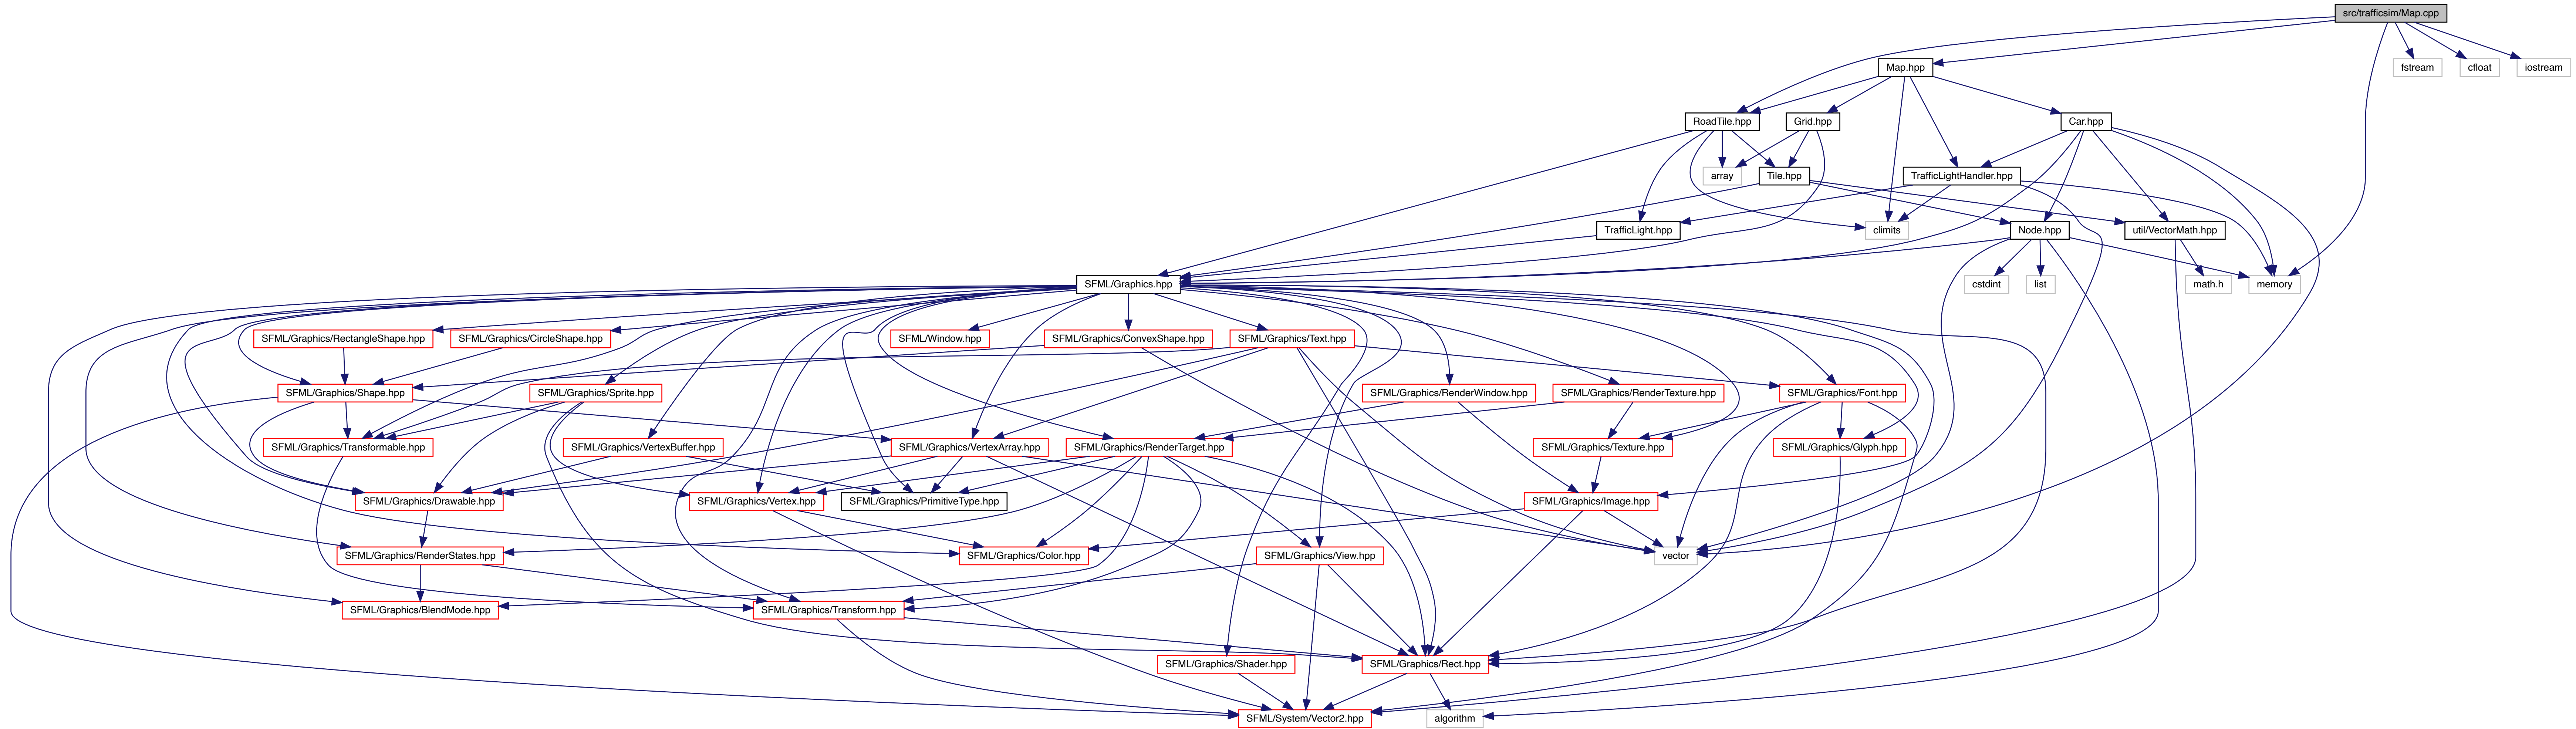 src/trafficsim/Map.cpp
Map.hpp
fstream
cfloat
iostream
RoadTile.hpp
Grid.hpp
Car.hpp
array
Tile.hpp
TrafficLightHandler.hpp
TrafficLight.hpp
climits
Node.hpp
util/VectorMath.hpp
SFML/Graphics.hpp
cstdint
list
math.h
memory
SFML/Graphics/RectangleShape.hpp
SFML/Graphics/CircleShape.hpp
SFML/Window.hpp
SFML/Graphics/ConvexShape.hpp
SFML/Graphics/Text.hpp
SFML/Graphics/Shape.hpp
SFML/Graphics/Sprite.hpp
SFML/Graphics/RenderWindow.hpp
SFML/Graphics/RenderTexture.hpp
SFML/Graphics/Font.hpp
SFML/Graphics/Transformable.hpp
SFML/Graphics/VertexBuffer.hpp
SFML/Graphics/VertexArray.hpp
SFML/Graphics/RenderTarget.hpp
SFML/Graphics/Texture.hpp
SFML/Graphics/Glyph.hpp
SFML/Graphics/Drawable.hpp
SFML/Graphics/Vertex.hpp
SFML/Graphics/PrimitiveType.hpp
SFML/Graphics/Image.hpp
SFML/Graphics/RenderStates.hpp
SFML/Graphics/Color.hpp
SFML/Graphics/View.hpp
vector
SFML/Graphics/BlendMode.hpp
SFML/Graphics/Transform.hpp
SFML/Graphics/Shader.hpp
SFML/Graphics/Rect.hpp
SFML/System/Vector2.hpp
algorithm